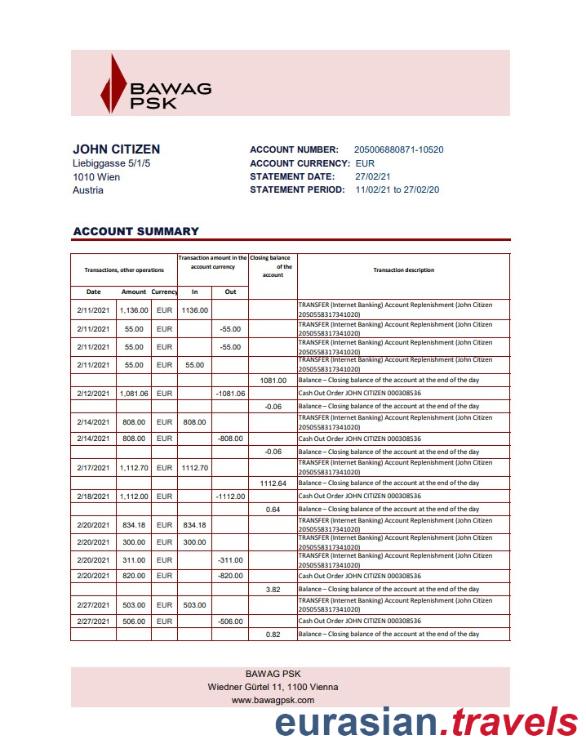 BAWAG
PSK
JOHN CITIZEN
Liebiggasse 5/1/5
1010 Wien
Austria
ACCOUNT NUMBER: 205006880871-10520
ACCOUNT CURRENCY: EUR
STATEMENT DATE: 27/02/21
STATEMENT PERIOD: 11/02/21 to 27/02/20
ACCOUNT SUMMARY
Transactions, other operations
Transaction amount in the account currency
Closing balance of the account
Transaction description
Date Amount Currency In Out
2/11/2021 1,136.00 EUR 1136.00 TRANSFER (Internet Banking) Account Replenishment (John Citizen
2050558317341020)
2/11/2021 55.00 EUR -55.00 TRANSFER (Internet Banking) Account Replenishment (John Citizen
2050558317341020)
2/11/2021 55.00 EUR -55.00 TRANSFER (Internet Banking) Account Replenishment (John Citizen
2050558317341020)
2/11/2021 55.00 EUR 55.00 TRANSFER (Internet Banking) Account Replenishment (John Citizen
2050558317341020)
1081.00 Balance – Closing balance of the account at the end of the day
2/12/2021 1,081.06 EUR -1081.06 Cash Out Order JOHN CITIZEN 000308536
-0.06 Balance – Closing balance of the account at the end of the day
2/14/2021 808.00 EUR 808.00 TRANSFER (Internet Banking) Account Replenishment (John Citizen
2050558317341020)
2/14/2021 808.00 EUR -808.00 Cash Out Order JOHN CITIZEN 000308536
-0.06 Balance – Closing balance of the account at the end of the day
2/17/2021 1,112.70 EUR 1112.70 TRANSFER (Internet Banking) Account Replenishment (John Citizen
2050558317341020)
1112.64 Balance – Closing balance of the account at the end of the day
2/18/2021 1,112.00 EUR -1112.00 Cash Out Order JOHN CITIZEN 000308536
0.64 Balance – Closing balance of the account at the end of the day
2/20/2021 834.18 EUR 834.18 TRANSFER (Internet Banking) Account Replenishment (John Citizen
2050558317341020)
2/20/2021 300.00 EUR 300.00 TRANSFER (Internet Banking) Account Replenishment (John Citizen
2050558317341020)
2/20/2021 311.00 EUR -311.00 TRANSFER (Internet Banking) Account Replenishment (John Citizen
2050558317341020)
2/20/2021 820.00 EUR -820.00 Cash Out Order JOHN CITIZEN 000308536
3.82 Balance – Closing balance of the account at the end of the day
2/27/2021 503.00 EUR 503.00 TRANSFER (Internet Banking) Account Replenishment (John Citizen
2050558317341020)
2/27/2021 506.00 EUR -506.00 Cash Out Order JOHN CITIZEN 000308536
0.82 Balance – Closing balance of the account at the end of the day
BAWAG PSK
Wiedner Gürtel 11, 1100 Vienna
www.bawagpsk.com
eurasian.travels